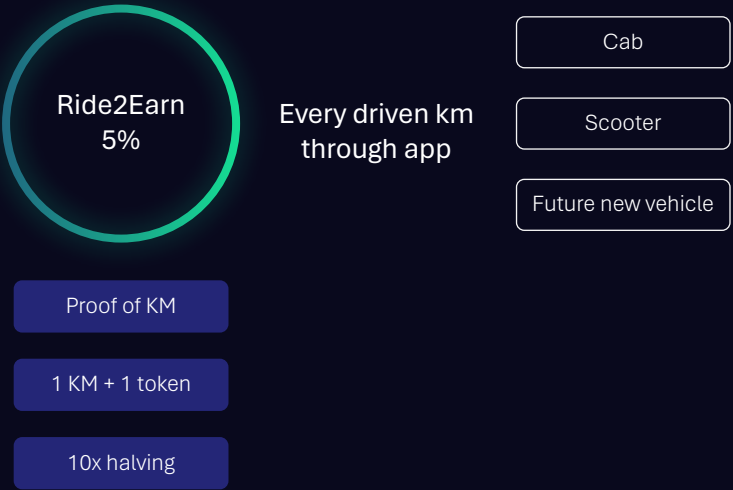 Ride2Earn
5%
Every driven km
through app
Cab
Scooter
Future new vehicle
Proof of KM
1 KM + 1 token
10x halving